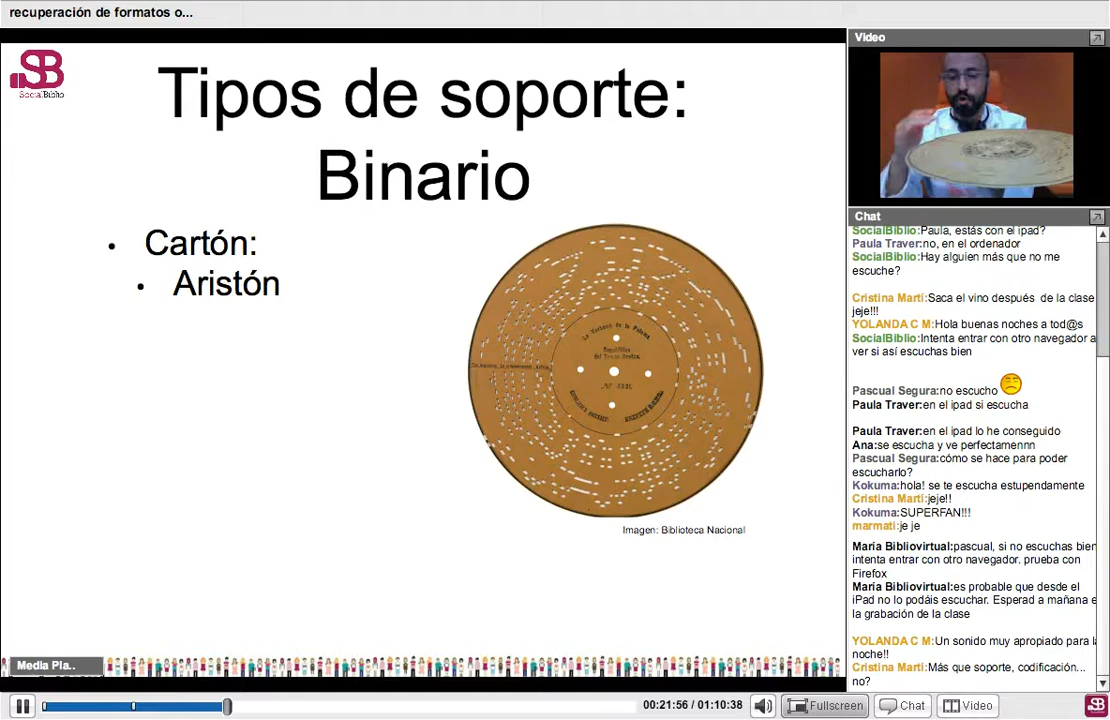 recuperación de formatos o...
SB
SocialBiblio
Tipos de soporte:
Binario
• Cartón:
• Aristón
La Verbena de la Paloma
Imagen: Biblioteca Nacional
Media Pla..
00:21:56 / 01:10:38
Fullscreen
Chat
Video
SB
Video
Chat
SocialBiblio:Paula, estás con el ipad?
Paula Traver:no, en el ordenador
SocialBiblio:Hay alguien más que no me
escuche?
Cristina Marti:Saca el vino después de la clase
jeje!!!
YOLANDA C M:Hola buenas noches a tod@s
SocialBiblio:Intenta entrar con otro navegador a
ver si así escuchas bien
Pascual Segura:no escucho
Paula Traver:en el ipad si escucha
Paula Traver:en el ipad lo he conseguido
Ana:se escucha y ve perfectamennn
Pascual Segura:cómo se hace para poder
escucharlo?
Kokuma:hola! se te escucha estupendamente
Cristina Marti:jeje!!
Kokuma:SUPERFAN!!!
marmati:je je
María Bibliovirtual:pascual, si no escuchas bien
intenta entrar con otro navegador. prueba con
Firefox
María Bibliovirtual:es probable que desde el
iPad no lo podáis escuchar. Esperad a mañana
la grabación de la clase
YOLANDA C M:Un sonido muy apropiado para
noche!!
Cristina Marti:Más que soporte, codificación...
no?